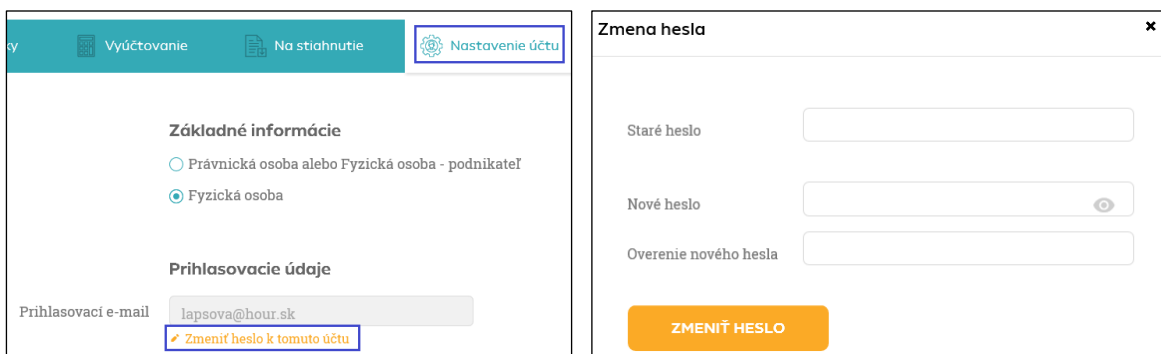 ky Vyúčtovanie Na stiahnutie Nastavenie účtu
Základné informácie
Právnická osoba alebo Fyzická osoba - podnikateľ
Fyzická osoba
Prihlasovacie údaje
Prihlasovací e-mail lapsova@hour.sk
Zmeniť heslo k tomuto účtu
Zmena hesla
Staré heslo
Nové heslo
Overenie nového hesla
ZMENIŤ HESLO